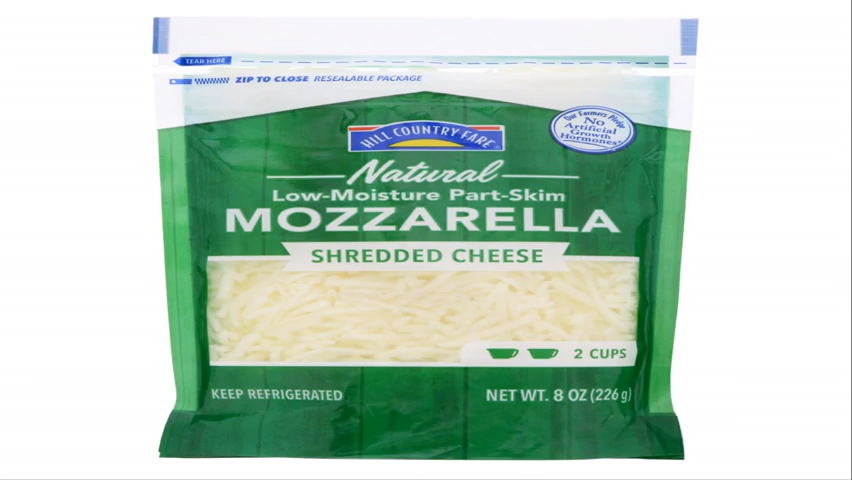 TEAR HERE
ZIP TO CLOSE RESEALABLE PACKAGE
HILL COUNTRY FARE®
Our Farmers Pledge
No
Artificial
Growth
Hormones*
Natural
Low-Moisture Part-Skim
MOZZARELLA
SHREDDED CHEESE
2 CUPS
KEEP REFRIGERATED
NET WT. 8 OZ (226 g)